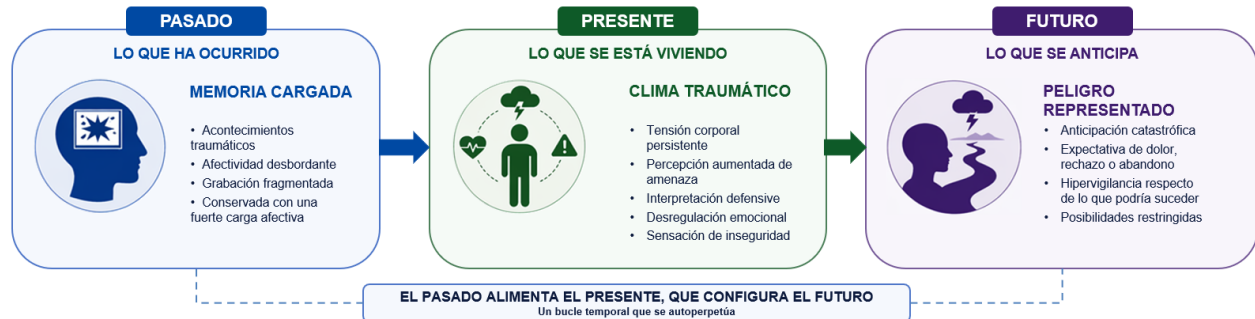 PASADO
LO QUE HA OCURRIDO
MEMORIA CARGADA
• Acontecimientos
traumáticos
• Afectividad desbordante
• Grabación fragmentada
• Conservada con una
fuerte carga afectiva
PRESENTE
LO QUE SE ESTÁ VIVIENDO
CLIMA TRAUMÁTICO
• Tensión corporal
persistente
• Percepción aumentada de
amenaza
• Interpretación defensive
• Desregulación emocional
• Sensación de inseguridad
FUTURO
LO QUE SE ANTICIPA
PELIGRO
REPRESENTADO
• Anticipación catastrófica
• Expectativa de dolor,
rechazo o abandono
• Hipervigilancia respecto
de lo que podría suceder
• Posibilidades restringidas
EL PASADO ALIMENTA EL PRESENTE, QUE CONFIGURA EL FUTURO
Un bucle temporal que se autoperpetúa